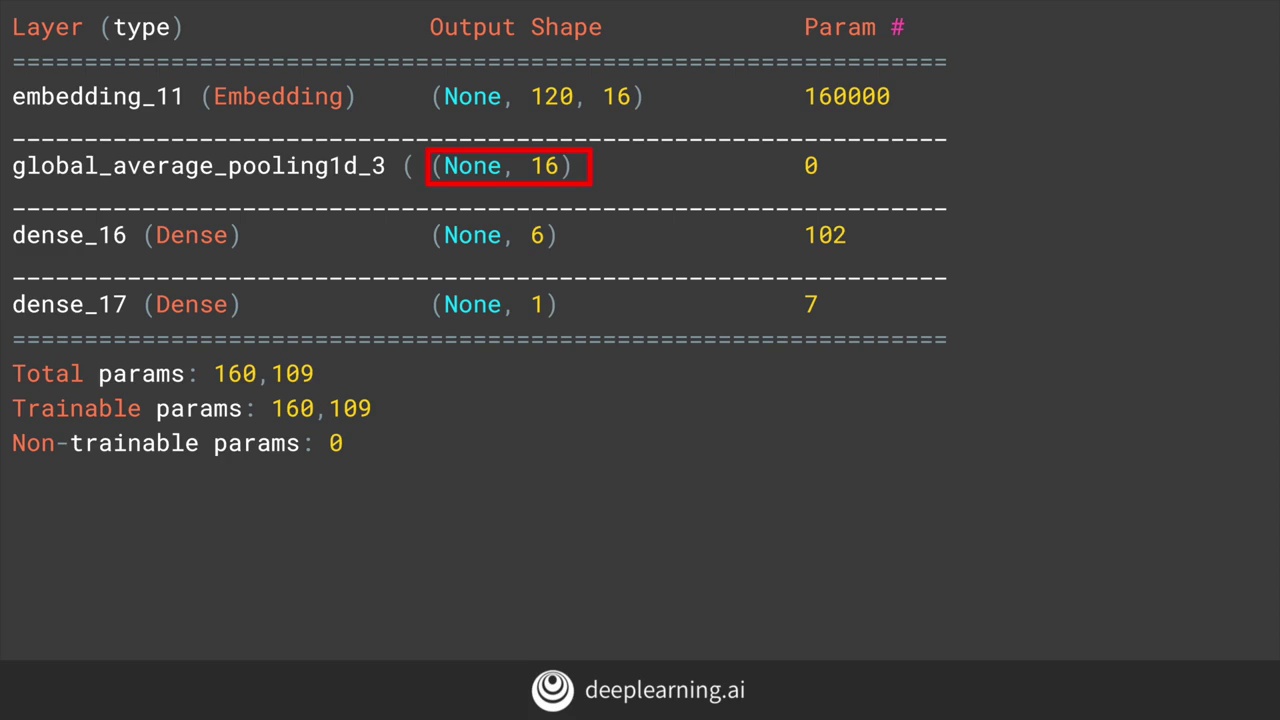 Layer (type) Output Shape Param #
=================================================================
embedding_11 (Embedding) (None, 120, 16) 160000
_________________________________________________________________
global_average_pooling1d_3 ( (None, 16) 0
_________________________________________________________________
dense_16 (Dense) (None, 6) 102
_________________________________________________________________
dense_17 (Dense) (None, 1) 7
=================================================================
Total params: 160,109
Trainable params: 160,109
Non-trainable params: 0
deeplearning.ai